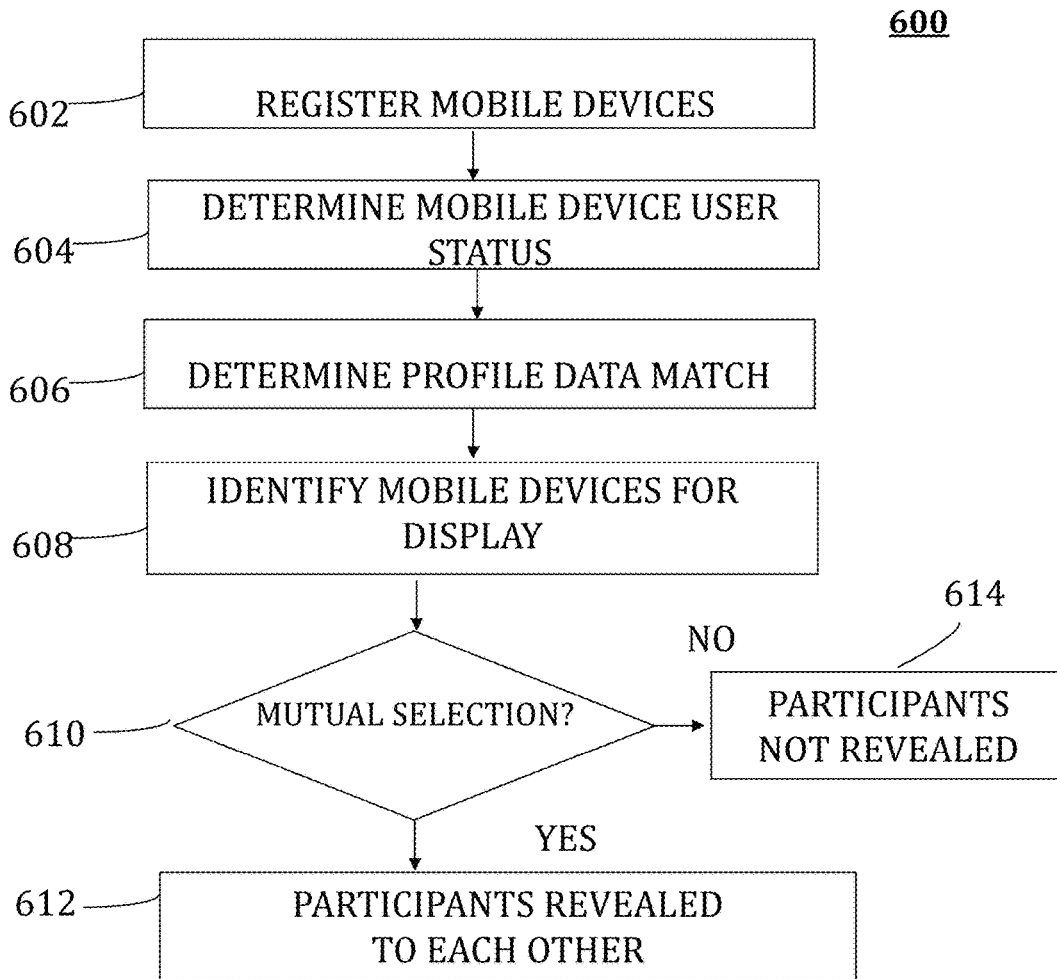 600
602
REGISTER MOBILE DEVICES
604
DETERMINE MOBILE DEVICE USER
STATUS
606
DETERMINE PROFILE DATA MATCH
608
IDENTIFY MOBILE DEVICES FOR
DISPLAY
610
MUTUAL SELECTION?
NO
614
PARTICIPANTS
NOT REVEALED
YES
612
PARTICIPANTS REVEALED
TO EACH OTHER